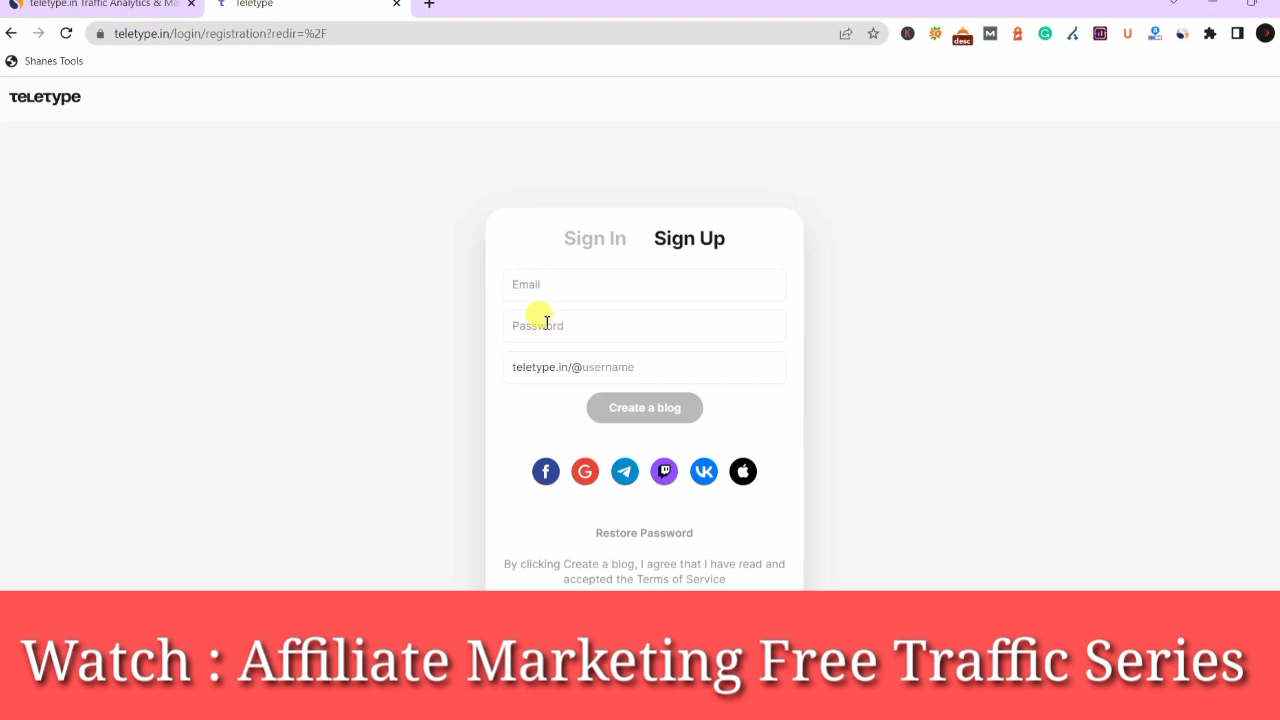 teletype.in Traffic Analytics & Ma
Teletype
teletype.in/login/registration?redir=%2F
desc
Shanes Tools
TELETYPE
Sign In Sign Up
Email
Password
teletype.in/@username
Create a blog
Restore Password
By clicking Create a blog, I agree that I have read and
accepted the Terms of Service
Watch : Affiliate Marketing Free Traffic Series